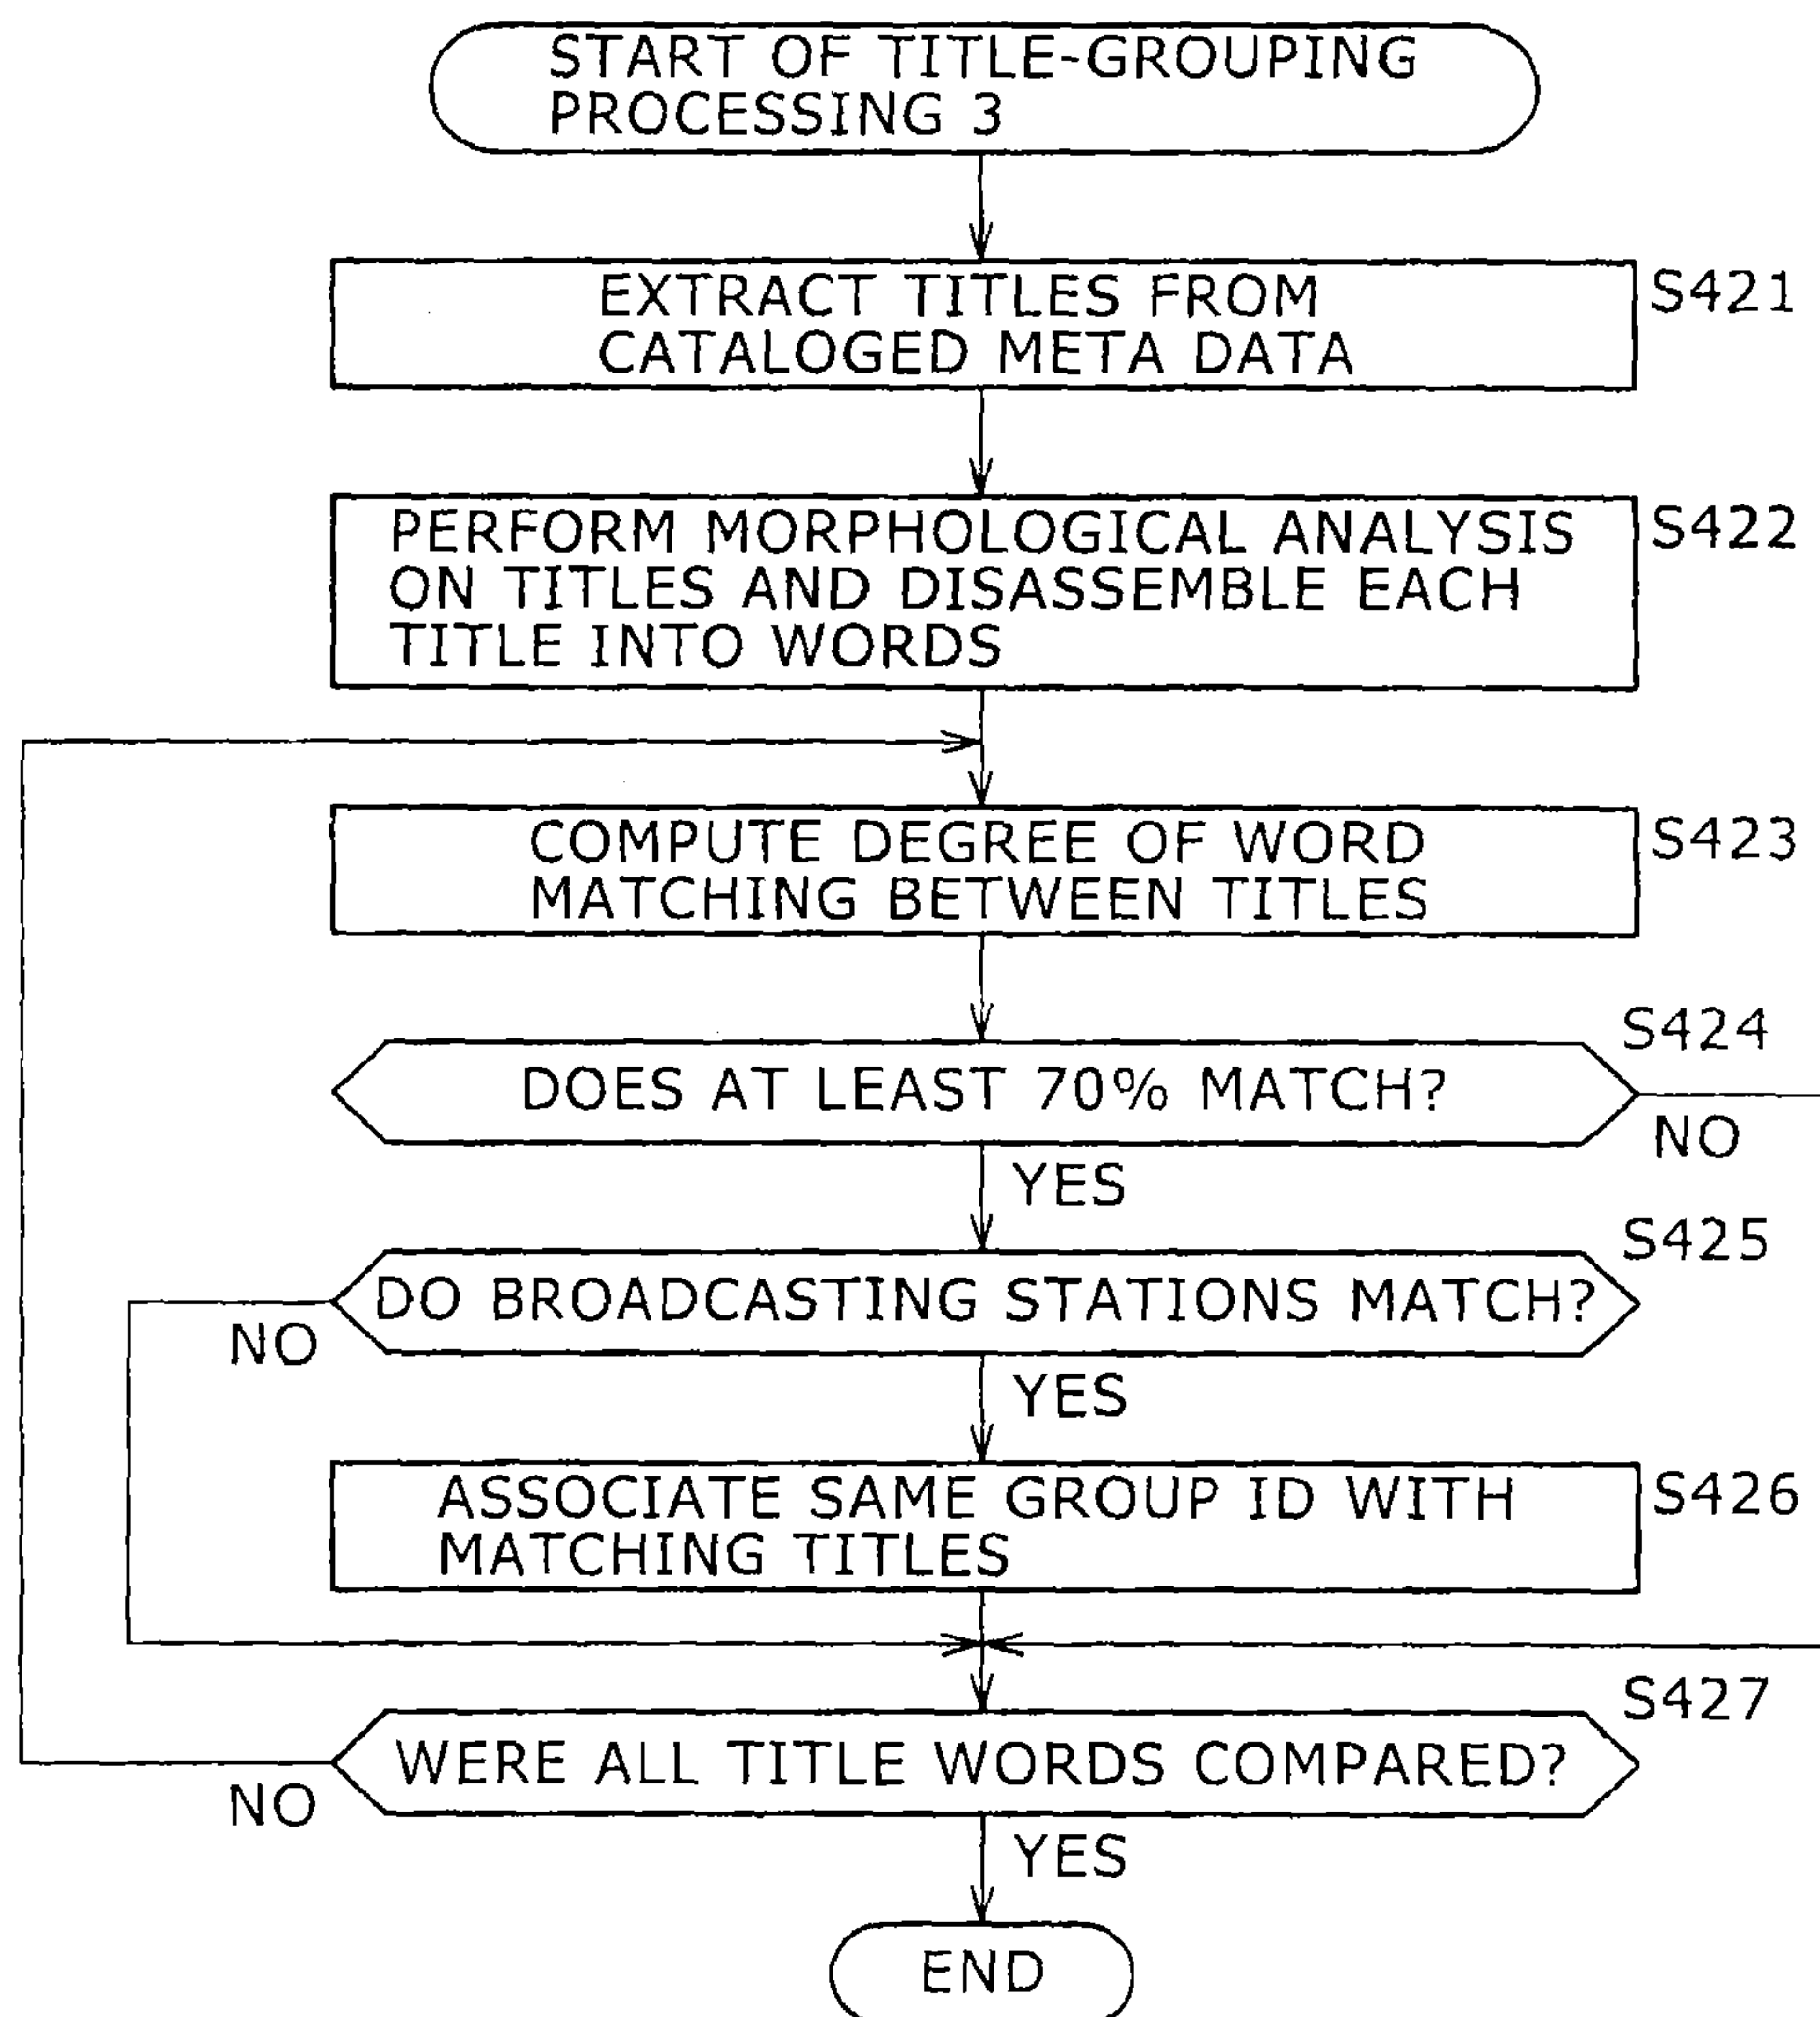 START OF TITLE-GROUPING
PROCESSING 3
EXTRACT TITLES FROM
CATALOGED META DATA
S421
PERFORM MORPHOLOGICAL ANALYSIS
ON TITLES AND DISASSEMBLE EACH
TITLE INTO WORDS
S422
COMPUTE DEGREE OF WORD
MATCHING BETWEEN TITLES
S423
S424
DOES AT LEAST 70% MATCH?
NO
YES
S425
DO BROADCASTING STATIONS MATCH?
NO
YES
ASSOCIATE SAME GROUP ID WITH
MATCHING TITLES
S426
S427
WERE ALL TITLE WORDS COMPARED?
NO
YES
END